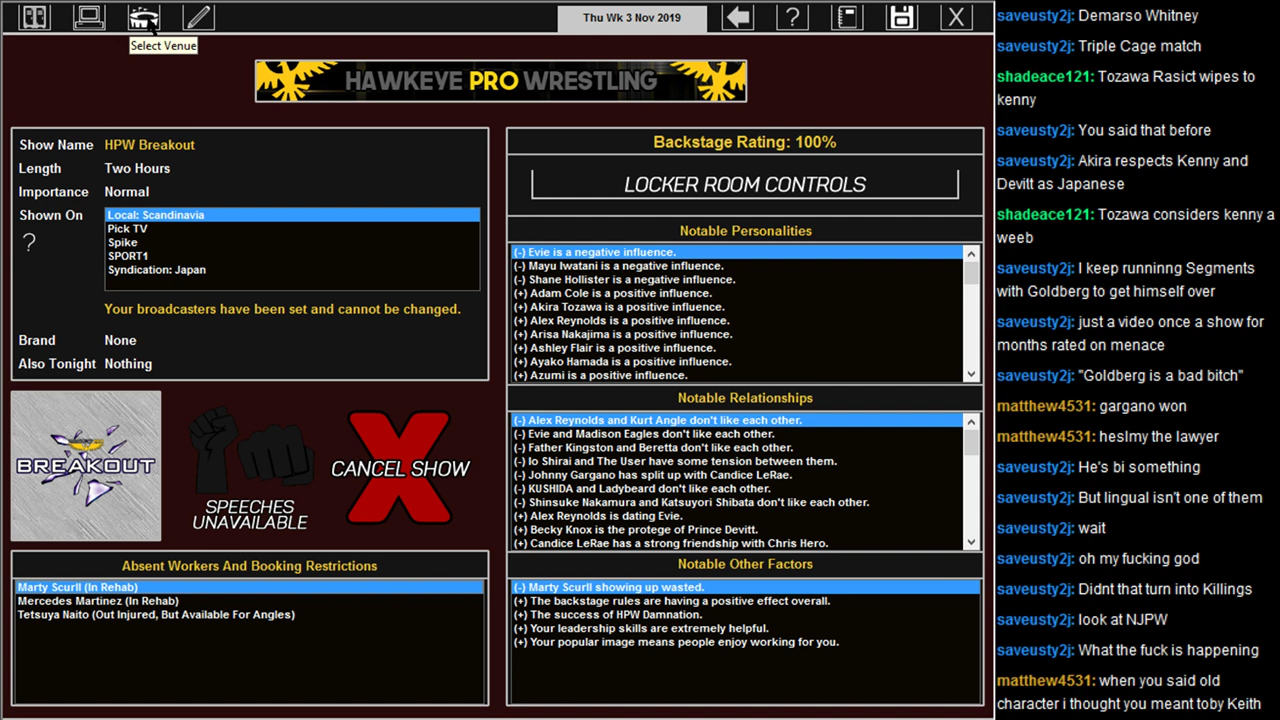 Thu Wk 3 Nov 2019
?
X
Select Venue
HAWKEYE PRO WRESTLING
Show Name HPW Breakout
Length Two Hours
Importance Normal
Shown On Local: Scandinavia
Pick TV
Spike
SPORT1
Syndication: Japan
?
Your broadcasters have been set and cannot be changed.
Brand None
Also Tonight Nothing
BREAKOUT
SPEECHES
UNAVAILABLE
CANCEL SHOW
Absent Workers And Booking Restrictions
Marty Scurll (In Rehab)
Mercedes Martinez (In Rehab)
Tetsuya Naito (Out Injured, But Available For Angles)
Backstage Rating: 100%
LOCKER ROOM CONTROLS
Notable Personalities
(-) Evie is a negative influence.
(-) Mayu Iwatani is a negative influence.
(-) Shane Hollister is a negative influence.
(+) Adam Cole is a positive influence.
(+) Akira Tozawa is a positive influence.
(+) Alex Reynolds is a positive influence.
(+) Arisa Nakajima is a positive influence.
(+) Ashley Flair is a positive influence.
(+) Ayako Hamada is a positive influence.
(+) Azumi is a positive influence.
Notable Relationships
(-) Alex Reynolds and Kurt Angle don't like each other.
(-) Evie and Madison Eagles don't like each other.
(-) Father Kingston and Beretta don't like each other.
(-) Io Shirai and The User have some tension between them.
(-) Johnny Gargano has split up with Candice LeRae.
(-) KUSHIDA and Ladybeard don't like each other.
(-) Shinsuke Nakamura and Katsuyori Shibata don't like each other.
(+) Alex Reynolds is dating Evie.
(+) Becky Knox is the protege of Prince Devitt.
(+) Candice LeRae has a strong friendship with Chris Hero.
Notable Other Factors
(-) Marty Scurll showing up wasted.
(+) The backstage rules are having a positive effect overall.
(+) The success of HPW Damnation.
(+) Your leadership skills are extremely helpful.
(+) Your popular image means people enjoy working for you.
saveusty2j: Demarso Whitney
saveusty2j: Triple Cage match
shadeace121: Tozawa Rasict wipes to
kenny
saveusty2j: You said that before
saveusty2j: Akira respects Kenny and
Devitt as Japanese
shadeace121: Tozawa considers kenny a
weeb
saveusty2j: I keep runninng Segments
with Goldberg to get himself over
saveusty2j: just a video once a show for
months rated on menace
saveusty2j: "Goldberg is a bad bitch"
matthew4531: gargano won
matthew4531: heslmy the lawyer
saveusty2j: He's bi something
saveusty2j: But lingual isn't one of them
saveusty2j: wait
saveusty2j: oh my fucking god
saveusty2j: Didnt that turn into Killings
saveusty2j: look at NJPW
saveusty2j: What the fuck is happening
matthew4531: when you said old
character i thought you meant toby Keith